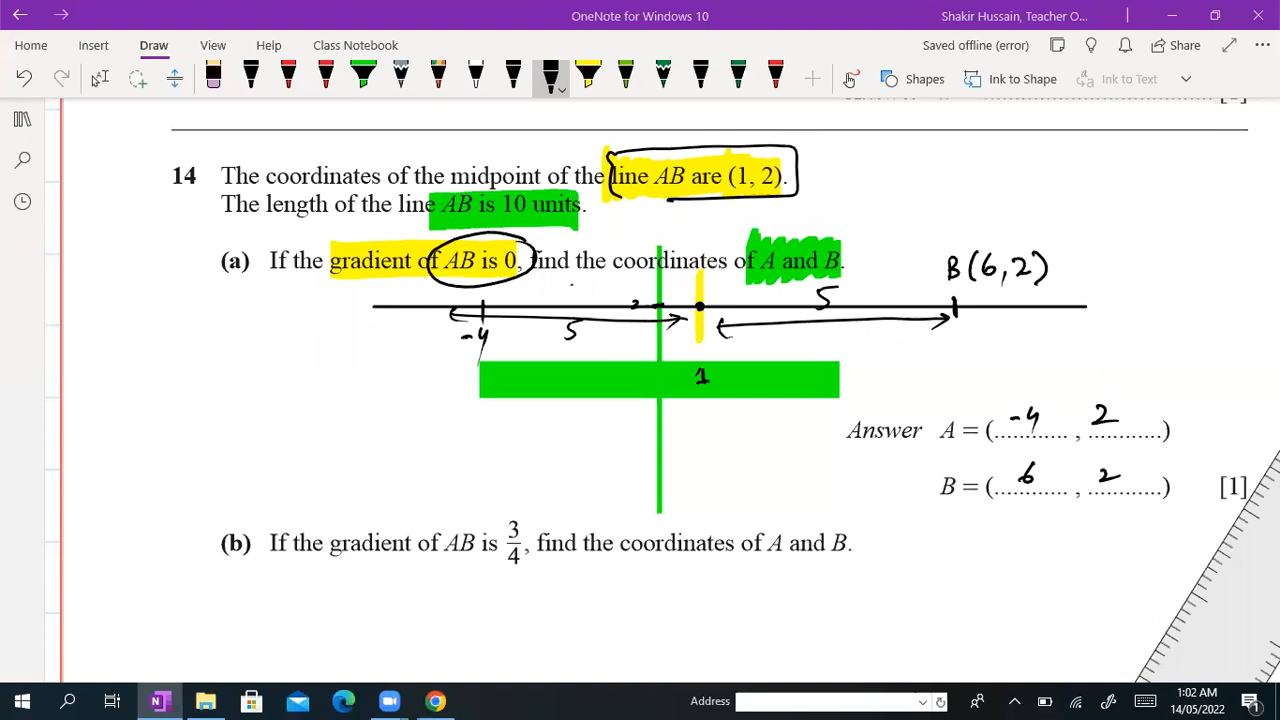 OneNote for Windows 10
Shakir Hussain, Teacher O...
Home Insert Draw View Help Class Notebook
Saved offline (error) Share
Shapes Ink to Shape Ink to Text
14 The coordinates of the midpoint of the line AB are (1, 2).
The length of the line AB is 10 units.
(a) If the gradient of AB is 0, find the coordinates of A and B.
B(6,2)
2 5
-4 5
1
Answer A = (............ , ............)
-4 2
B = (............ , ............) [1]
6 2
(b) If the gradient of AB is 3/4, find the coordinates of A and B.
Address
1:02 AM
14/05/2022